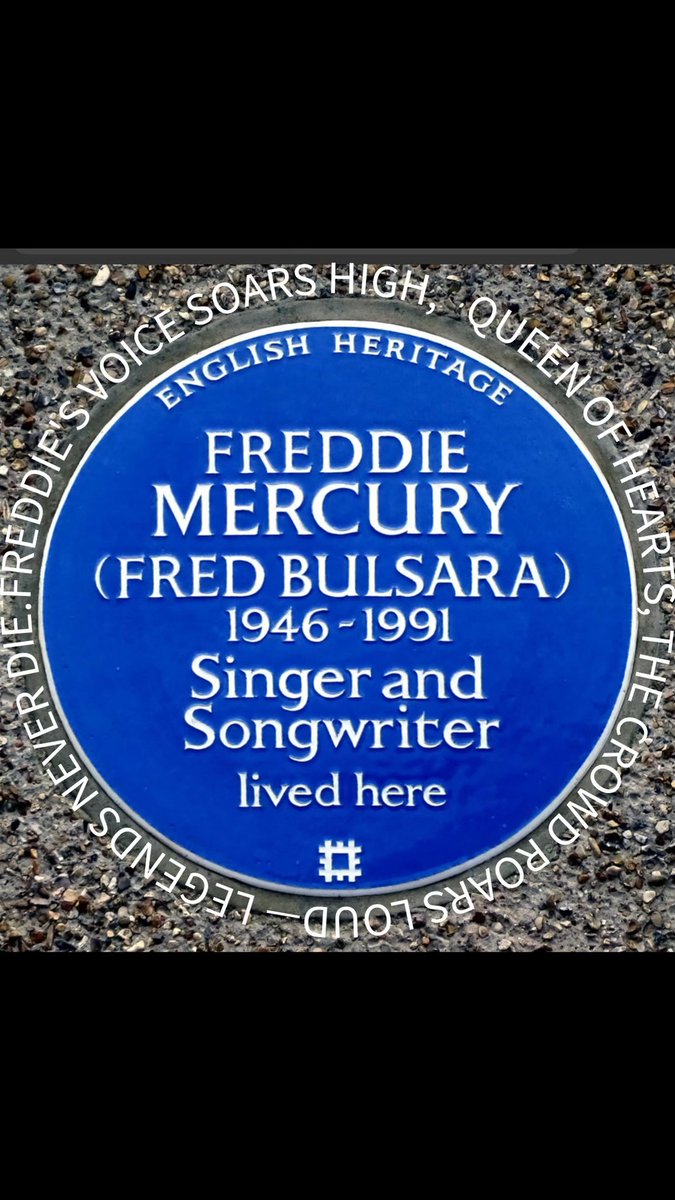 FREDDIE'S VOICE SOARS HIGH, QUEEN OF HEARTS, THE CROWD ROARS LOUD—LEGENDS NEVER DIE.
ENGLISH HERITAGE
FREDDIE
MERCURY
(FRED BULSARA)
1946-1991
Singer and
Songwriter
lived here